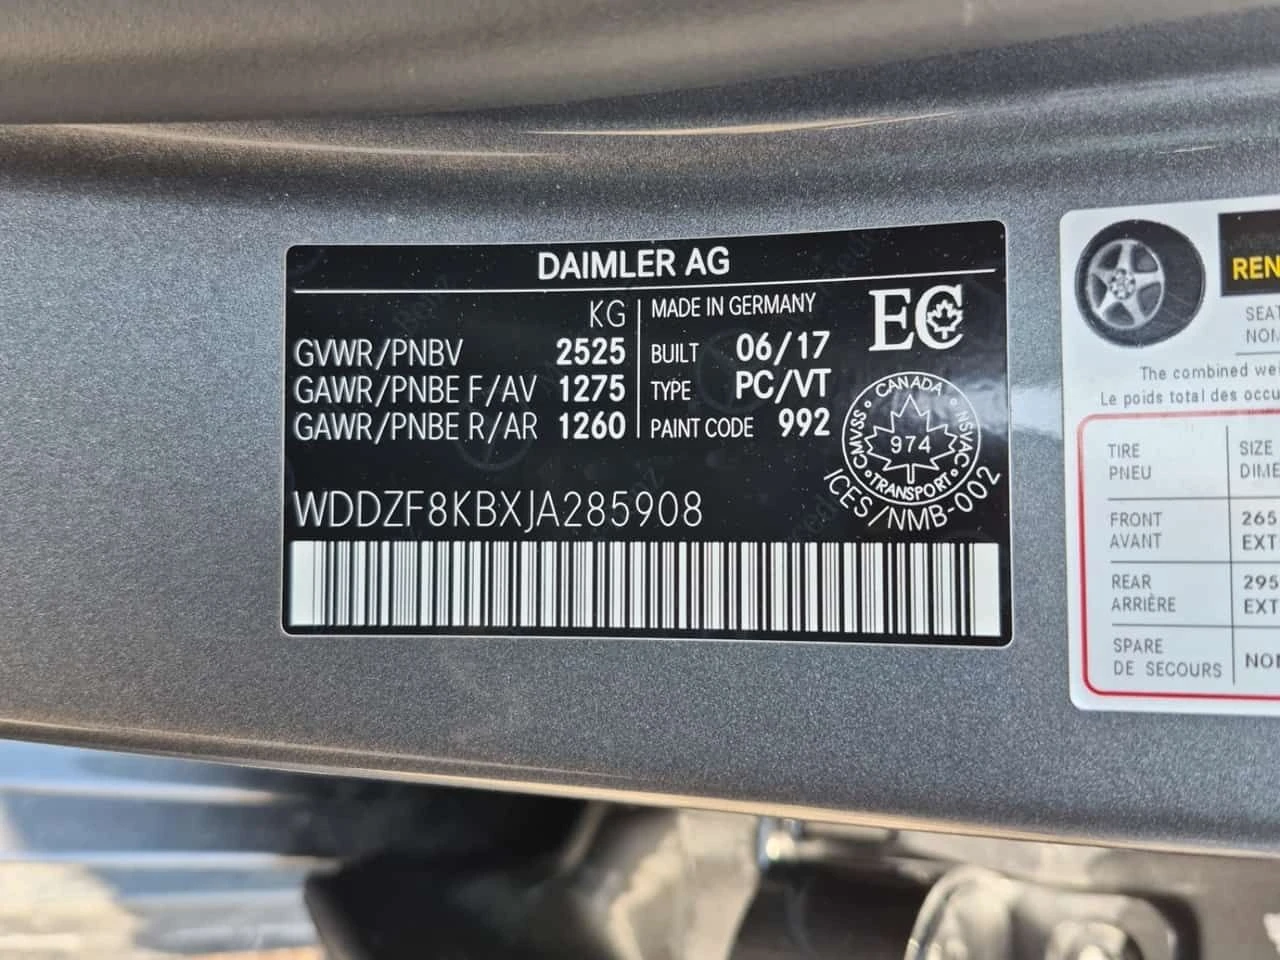 DAIMLER AG
KG
GVWR/PNBV 2525
GAWR/PNBE F/AV 1275
GAWR/PNBE R/AR 1260
MADE IN GERMANY
BUILT 06/17
TYPE PC/VT
PAINT CODE 992
EC
CANADA
CMVSS 974 NSVAC
TRANSPORT
ICES/NMB-002
WDDZF8KBXJA285908
REN
SEAT
NOM
The combined wei
Le poids total des occu
TIRE SIZE
PNEU DIME
FRONT 265
AVANT EXT
REAR 295
ARRIÈRE EXT
SPARE
DE SECOURS NON